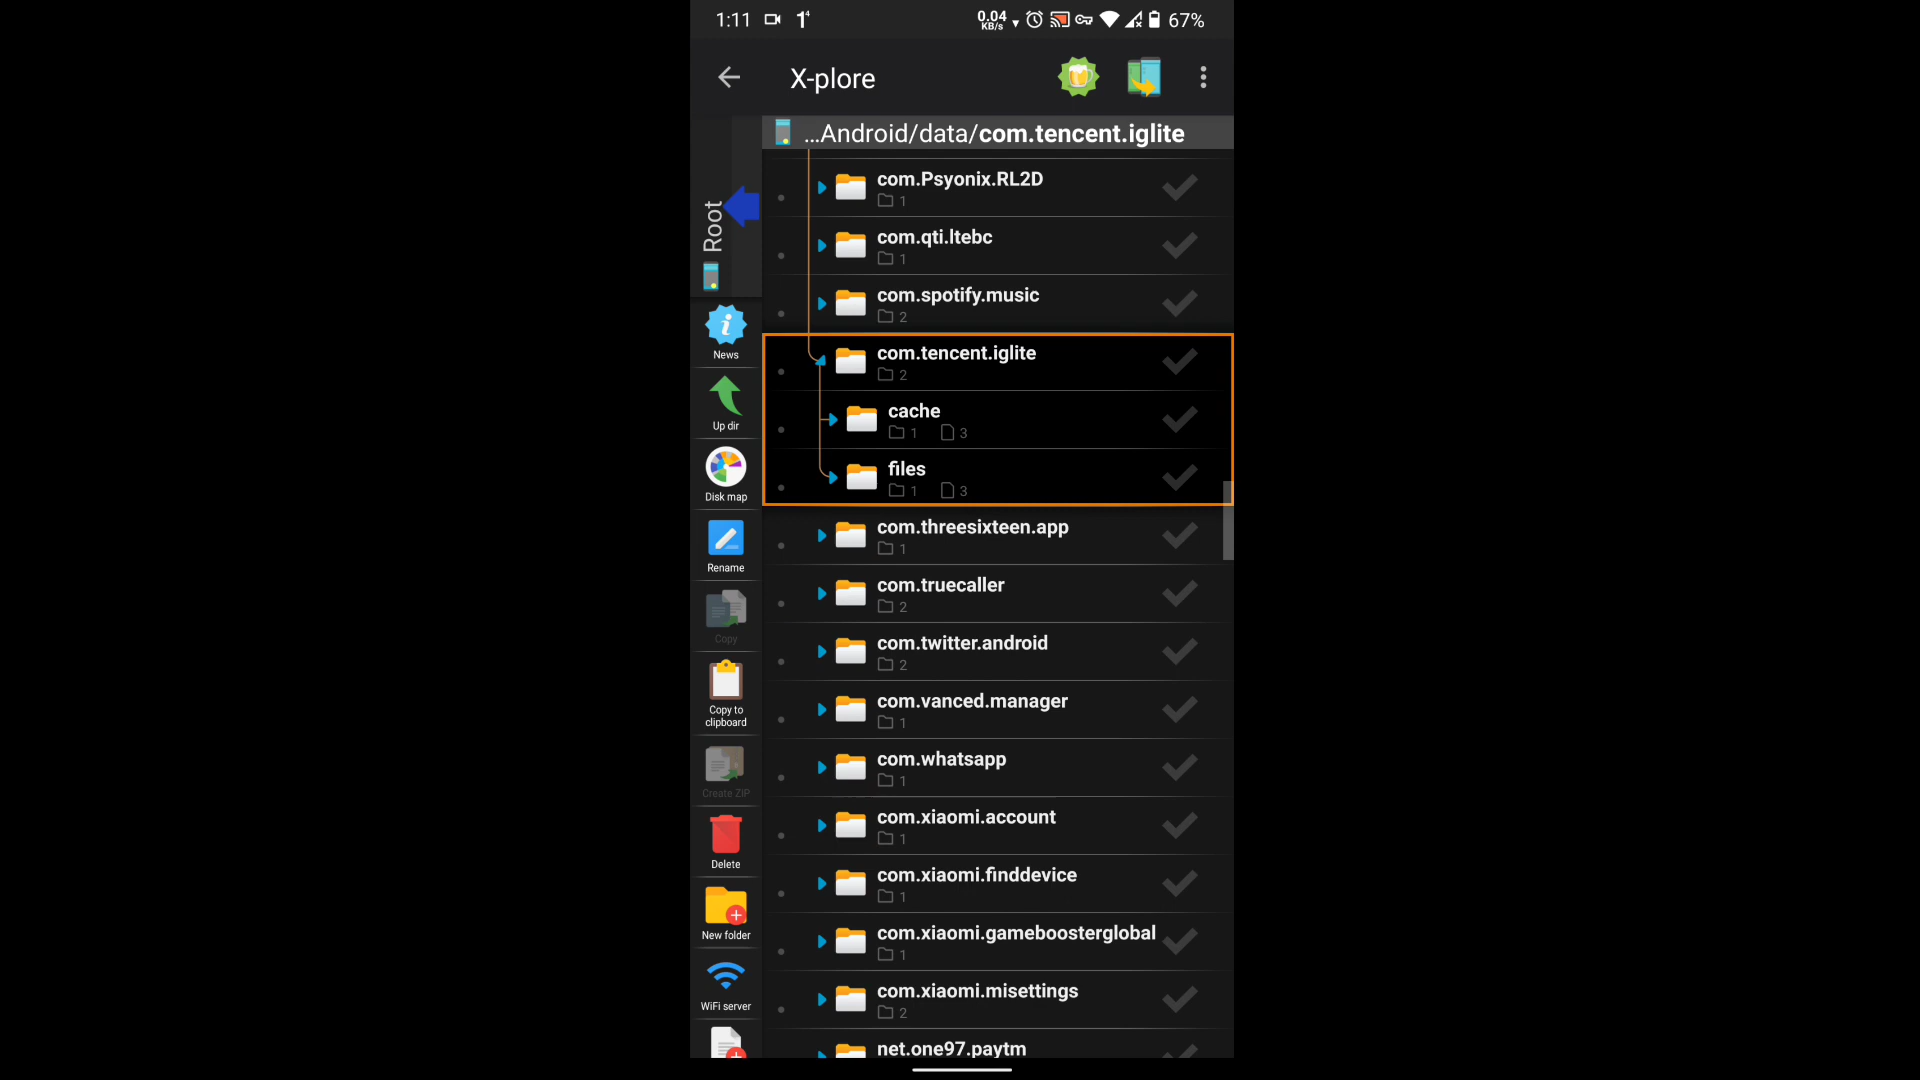 1:11
1⁴
0.04
KB/s
67%
X-plore
...Android/data/com.tencent.iglite
Root
News
Up dir
Disk map
Rename
Copy
Copy to
clipboard
Create ZIP
Delete
New folder
WiFi server
com.Psyonix.RL2D
1
com.qti.ltebc
1
com.spotify.music
2
com.tencent.iglite
2
cache
1 3
files
1 3
com.threesixteen.app
1
com.truecaller
2
com.twitter.android
2
com.vanced.manager
1
com.whatsapp
1
com.xiaomi.account
1
com.xiaomi.finddevice
1
com.xiaomi.gameboosterglobal
1
com.xiaomi.misettings
2
net.one97.paytm